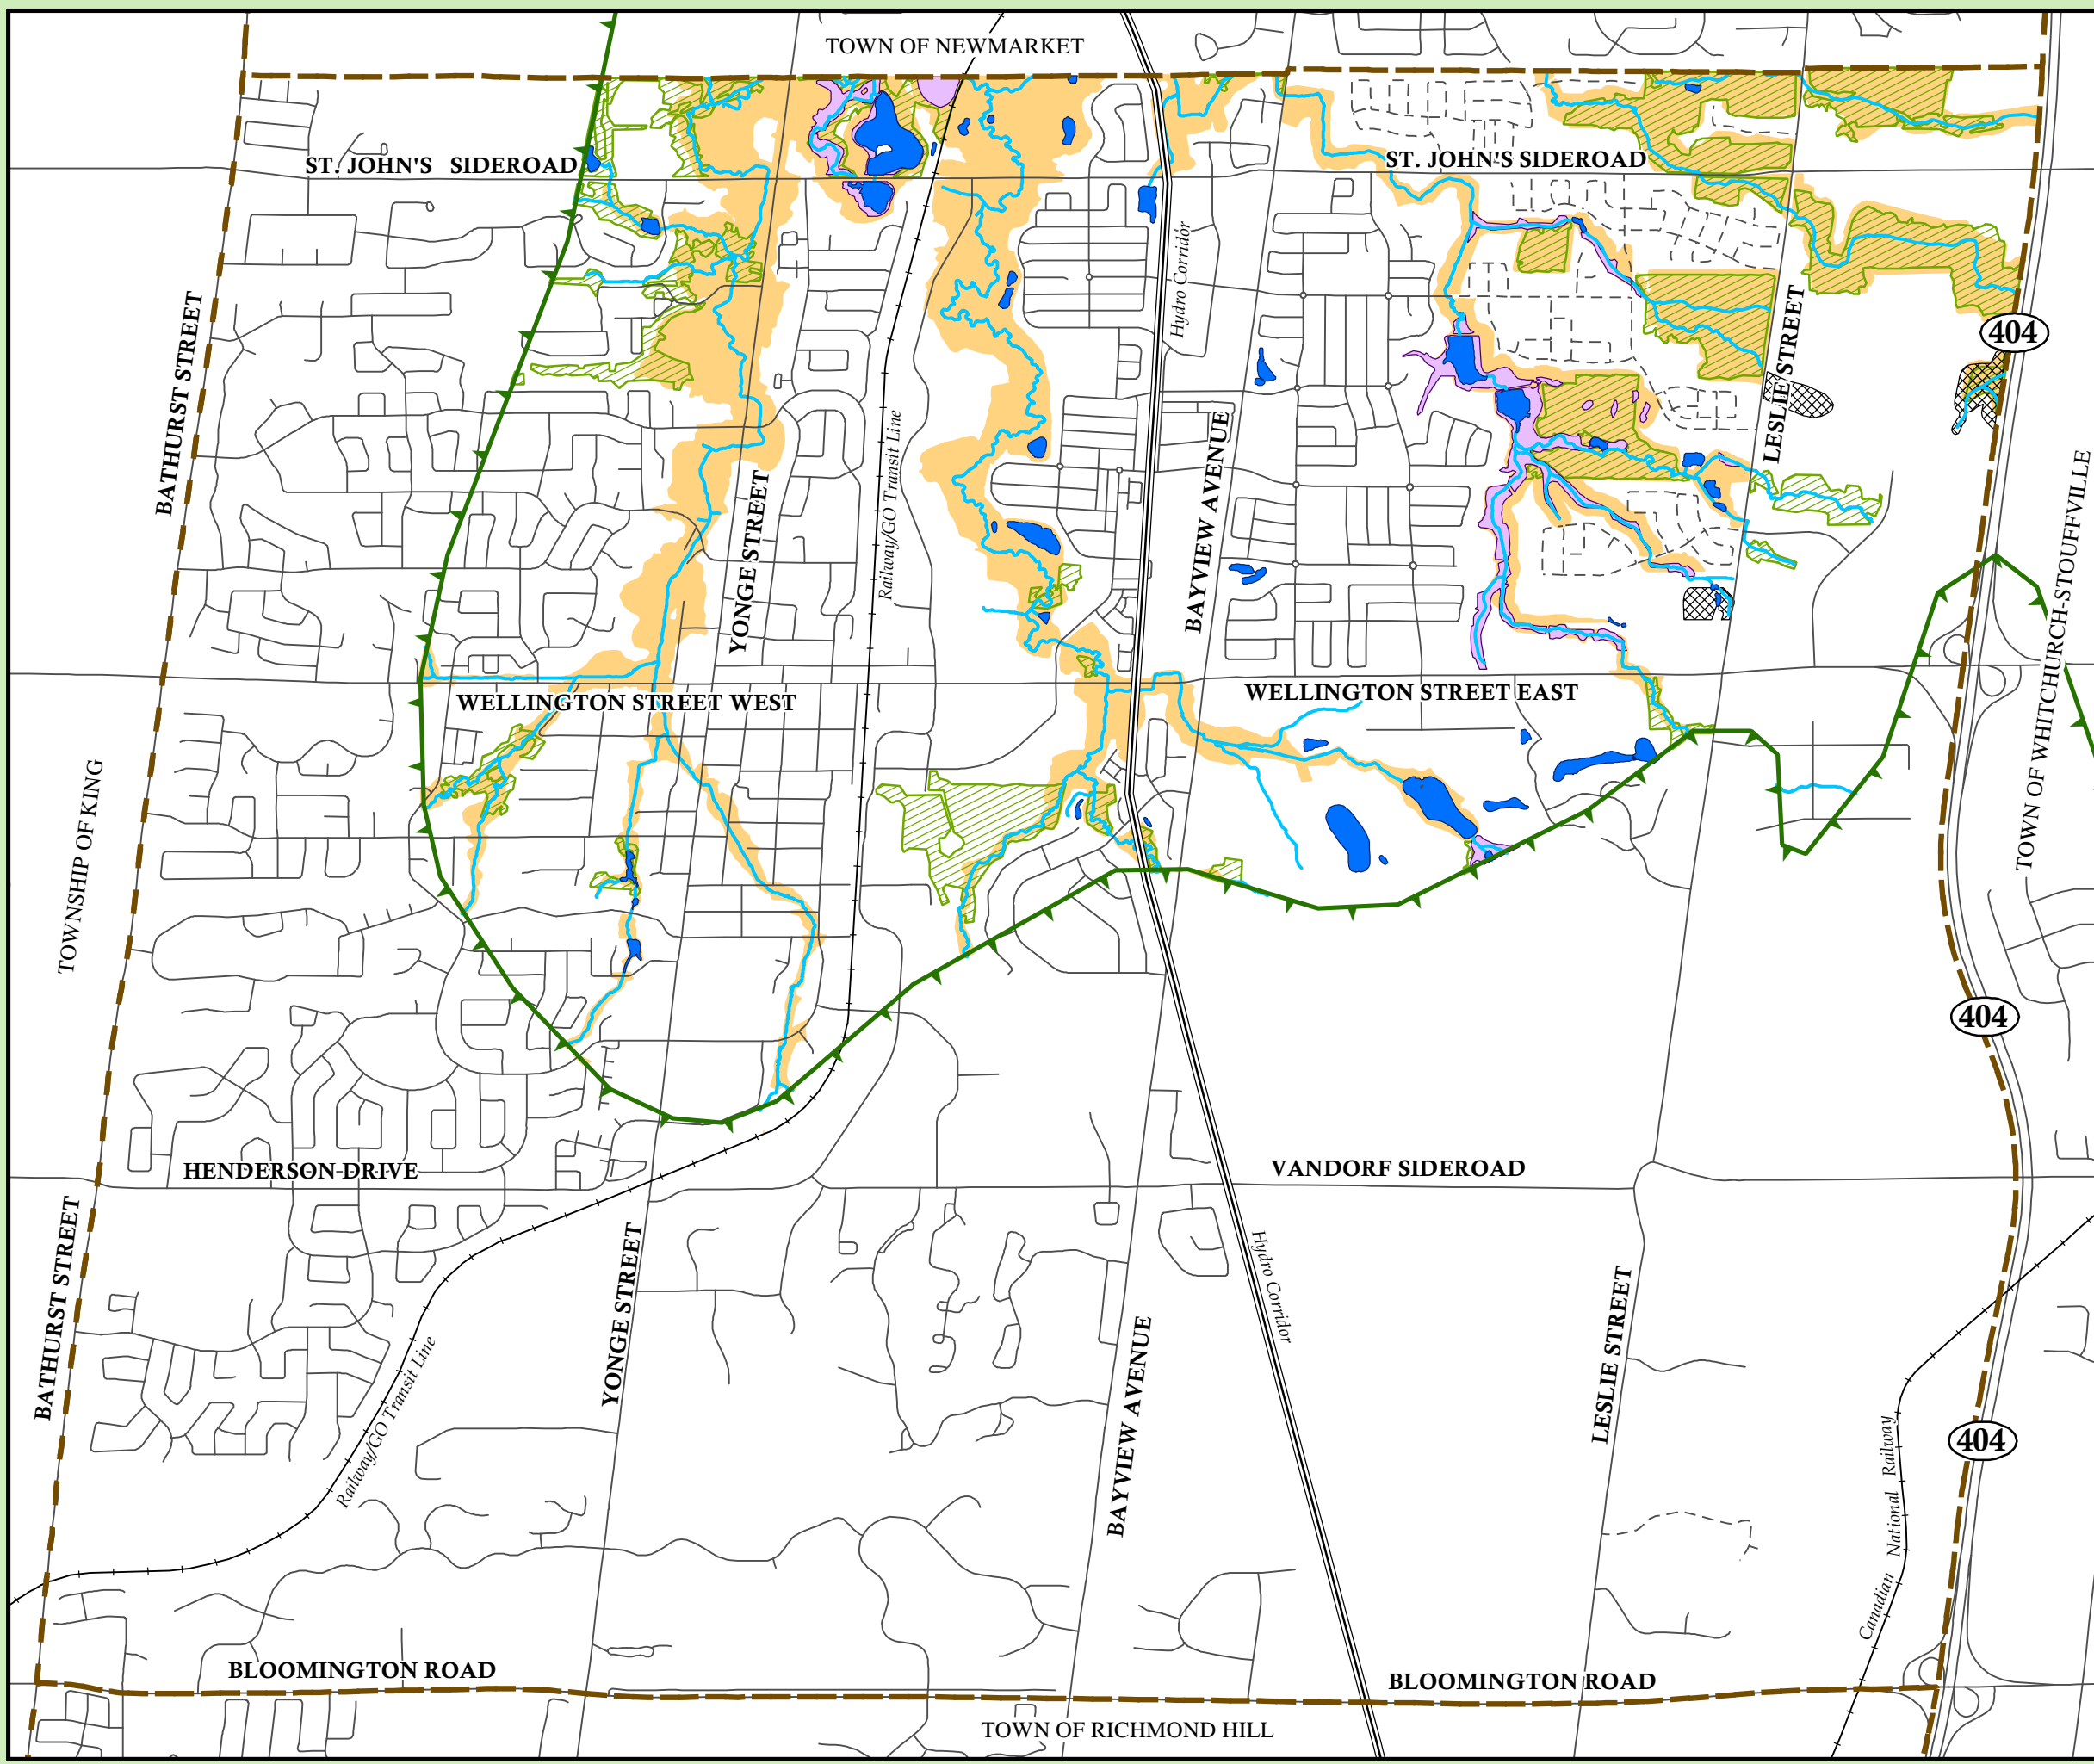 TOWN OF NEWMARKET
ST. JOHN'S SIDEROAD
ST. JOHN'S SIDEROAD
Hydro Corridor
BATHURST STREET
LESLIE STREET
404
YONGE STREET
Railway/GO Transit Line
BAYVIEW AVENUE
TOWN OF WHITCHURCH-STOUFFVILLE
WELLINGTON STREET WEST
WELLINGTON STREET EAST
TOWNSHIP OF KING
404
HENDERSON DRIVE
VANDORF SIDEROAD
BATHURST STREET
YONGE STREET
Hydro Corridor
LESLIE STREET
Railway/GO Transit Line
BAYVIEW AVENUE
404
Canadian National Railway
BLOOMINGTON ROAD
BLOOMINGTON ROAD
TOWN OF RICHMOND HILL